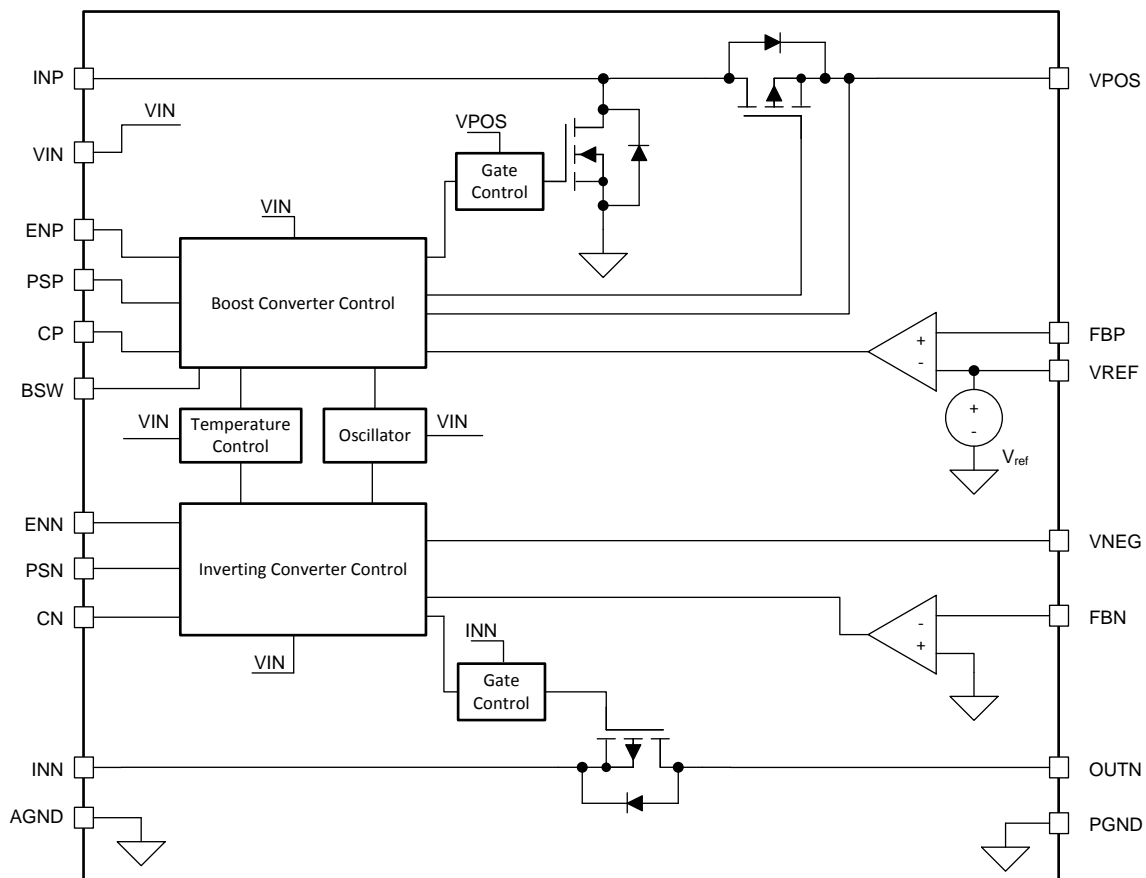 INP
VPOS
VIN
VIN
VPOS
Gate
Control
ENP
VIN
PSP
Boost Converter Control
CP
+
-
FBP
VREF
BSW
VIN
Temperature
Control
Oscillator
VIN
+
-
Vref
ENN
VNEG
PSN
Inverting Converter Control
CN
-
+
FBN
VIN
INN
Gate
Control
INN
OUTN
AGND
PGND